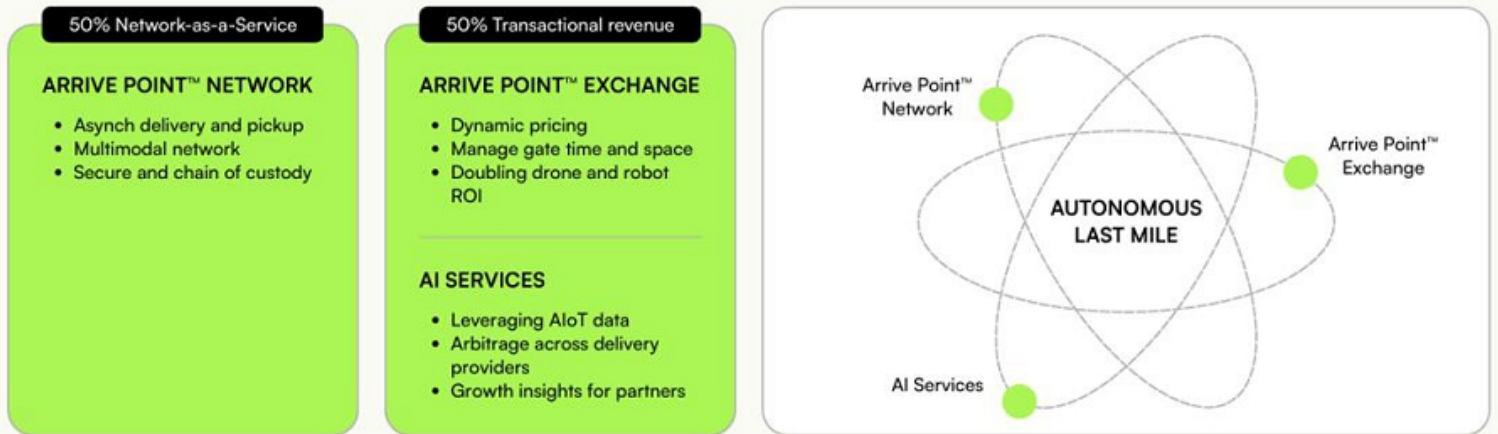 50% Network-as-a-Service
ARRIVE POINT™ NETWORK
• Asynch delivery and pickup
• Multimodal network
• Secure and chain of custody
50% Transactional revenue
ARRIVE POINT™ EXCHANGE
• Dynamic pricing
• Manage gate time and space
• Doubling drone and robot
ROI
AI SERVICES
• Leveraging AIoT data
• Arbitrage across delivery
providers
• Growth insights for partners
Arrive Point™
Network
Arrive Point™
Exchange
AUTONOMOUS
LAST MILE
AI Services